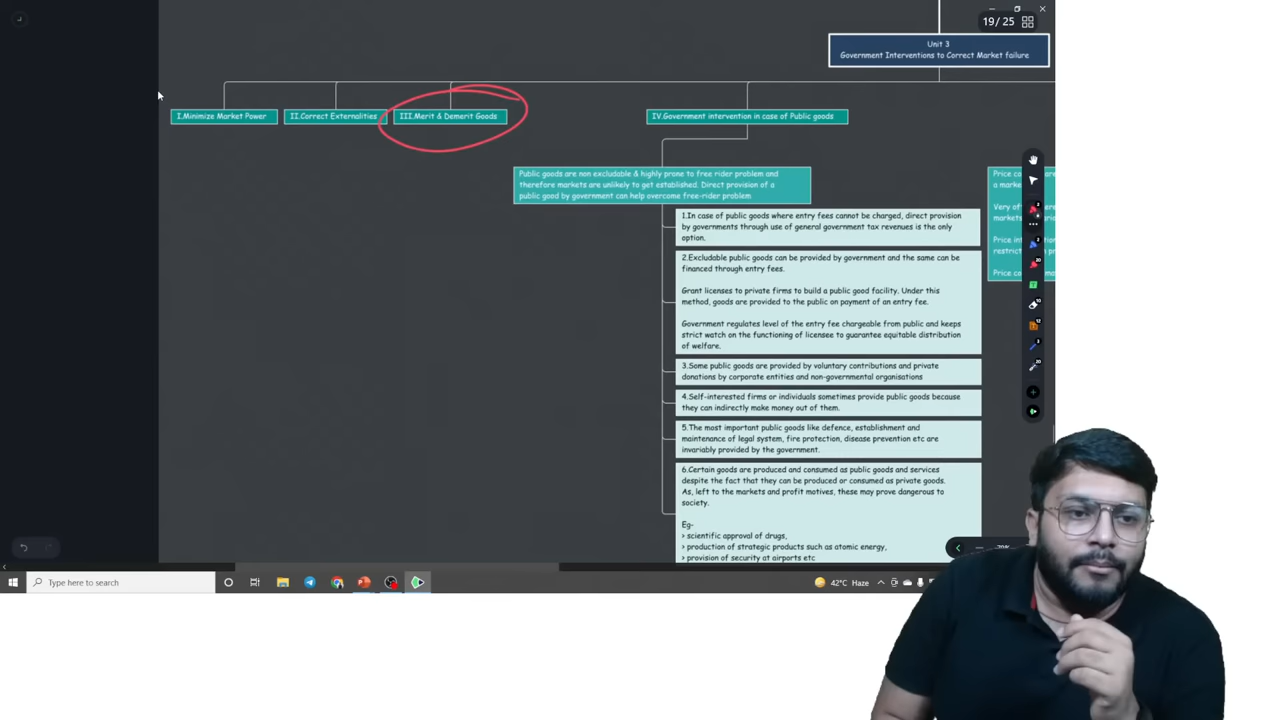 19/25
Unit 3
Government Interventions to Correct Market failure
I.Minimize Market Power
II.Correct Externalities
III.Merit & Demerit Goods
IV.Government intervention in case of Public goods
Public goods are non excludable & highly prone to free rider problem and
therefore markets are unlikely to get established. Direct provision of a
public good by government can help overcome free-rider problem
1.In case of public goods where entry fees cannot be charged, direct provision
by governments through use of general government tax revenues is the only
option.
2.Excludable public goods can be provided by government and the same can be
financed through entry fees.
Grant licenses to private firms to build a public good facility. Under this
method, goods are provided to the public on payment of an entry fee.
Government regulates level of the entry fee chargeable from public and keeps
strict watch on the functioning of licensee to guarantee equitable distribution
of welfare.
3.Some public goods are provided by voluntary contributions and private
donations by corporate entities and non-governmental organisations
4.Self-interested firms or individuals sometimes provide public goods because
they can indirectly make money out of them.
5.The most important public goods like defence, establishment and
maintenance of legal system, fire protection, disease prevention etc are
invariably provided by the government.
6.Certain goods are produced and consumed as public goods and services
despite the fact that they can be produced or consumed as private goods.
As, left to the markets and profit motives, these may prove dangerous to
society.
Eg-
> scientific approval of drugs,
> production of strategic products such as atomic energy,
> provision of security at airports etc
Price
a mark
Very of
markets
Price in
restric
Price co
Type here to search
42°C Haze